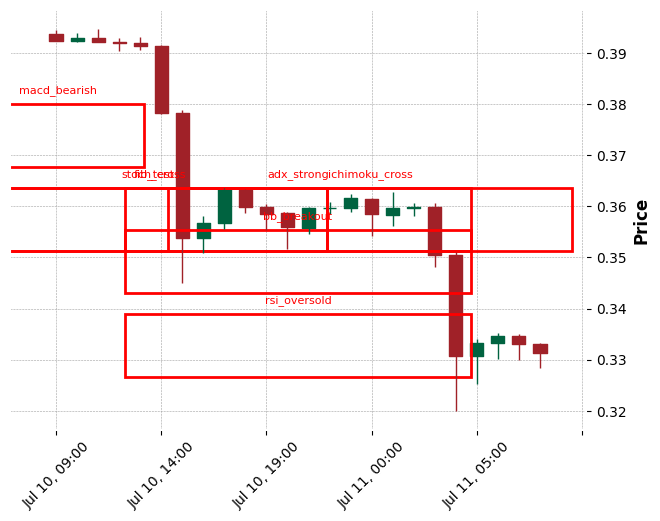 0.39
macd_bearish
0.38
0.37
adx_strong
ichimoku_cross
0.36
0.35
rsi_oversold
0.34
0.33
0.32
Price
Jul 10, 09:00
Jul 10, 14:00
Jul 10, 19:00
Jul 11, 00:00
Jul 11, 05:00